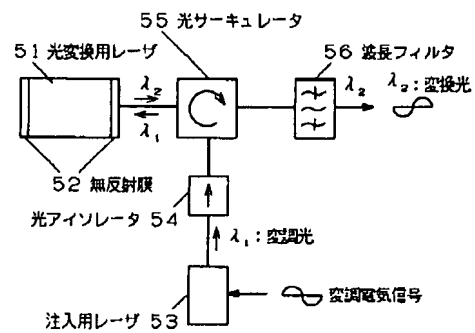 55 光サーキュレータ
51 光変換用レーザ
56 波長フィルタ
λ₂
λ₁
λ₂
λ₂:変換光
52 無反射膜
光アイソレータ 54
λ₁:変調光
変調電気信号
注入用レーザ 53